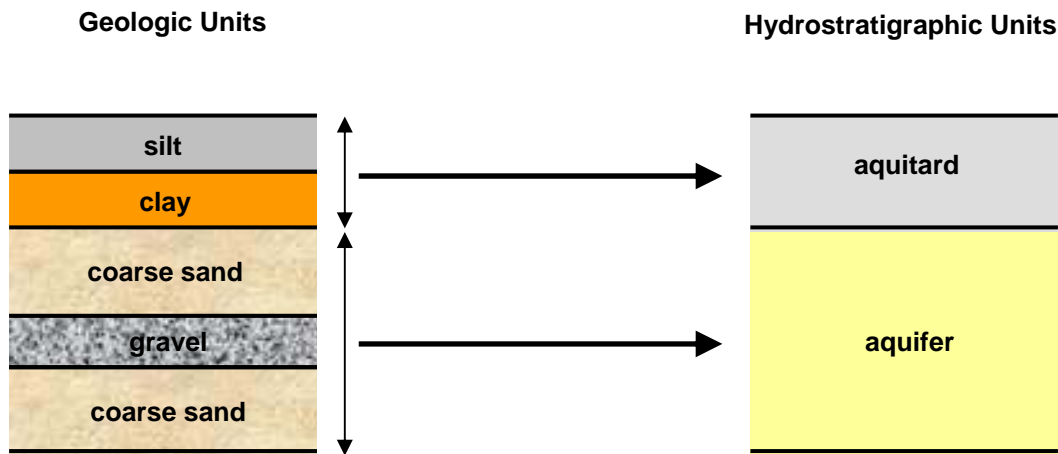 Geologic Units
Hydrostratigraphic Units
silt
clay
coarse sand
gravel
coarse sand
aquitard
aquifer